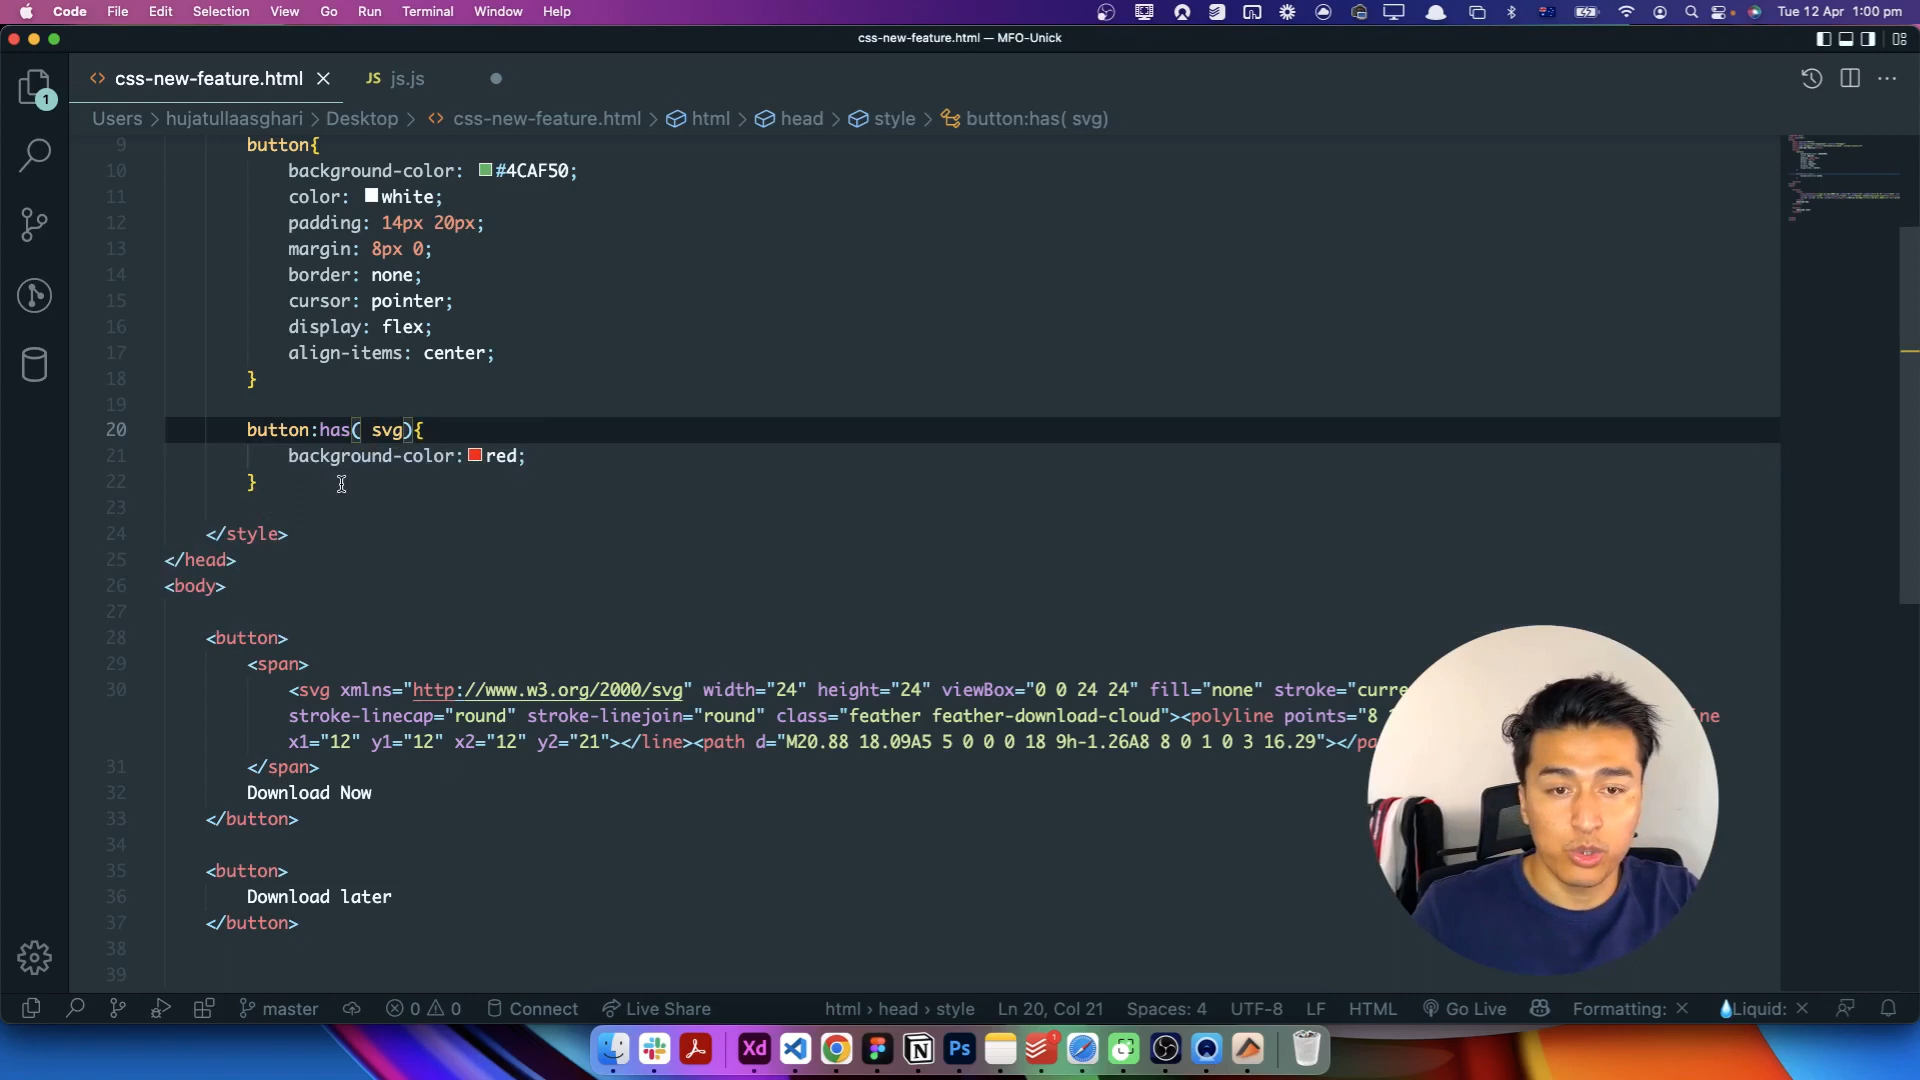 Code File Edit Selection View Go Run Terminal Window Help Tue 12 Apr 1:00 pm
css-new-feature.html — MFO-Unick
1
<> css-new-feature.html JS js.js
Users > hujatullaasghari > Desktop > <> css-new-feature.html > html > head > style > button:has( svg)
9 button{
10 background-color: #4CAF50;
11 color: white;
12 padding: 14px 20px;
13 margin: 8px 0;
14 border: none;
15 cursor: pointer;
16 display: flex;
17 align-items: center;
18 }
19
20 button:has( svg){
21 background-color: red;
22 }
23
24 </style>
25 </head>
26 <body>
27
28 <button>
29 <span>
30 <svg xmlns="http://www.w3.org/2000/svg" width="24" height="24" viewBox="0 0 24 24" fill="none" stroke="curre
stroke-linecap="round" stroke-linejoin="round" class="feather feather-download-cloud"><polyline points="8 ne
x1="12" y1="12" x2="12" y2="21"></line><path d="M20.88 18.09A5 5 0 0 0 18 9h-1.26A8 8 0 1 0 3 16.29"></pa
31 </span>
32 Download Now
33 </button>
34
35 <button>
36 Download later
37 </button>
38
39
master 0 0 Connect Live Share html > head > style Ln 20, Col 21 Spaces: 4 UTF-8 LF HTML Go Live Formatting: × Liquid: ×
Xd N Ps 1